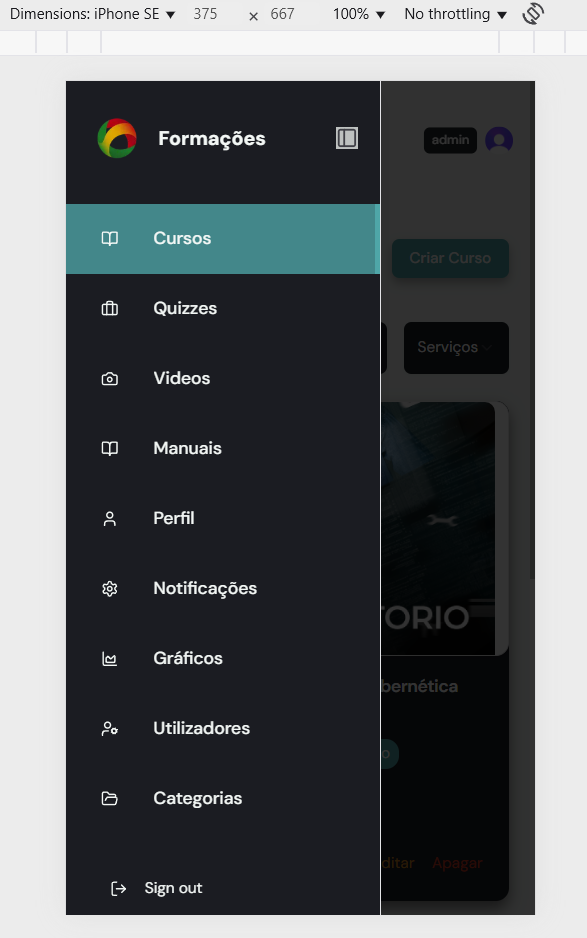 Dimensions: iPhone SE 375 × 667 100% No throttling
Formações
admin
Cursos
Criar Curso
Quizzes
Serviços
Videos
Manuais
Perfil
Notificações
TORIO
Gráficos
bernética
Utilizadores
o
Categorias
ditar Apagar
Sign out